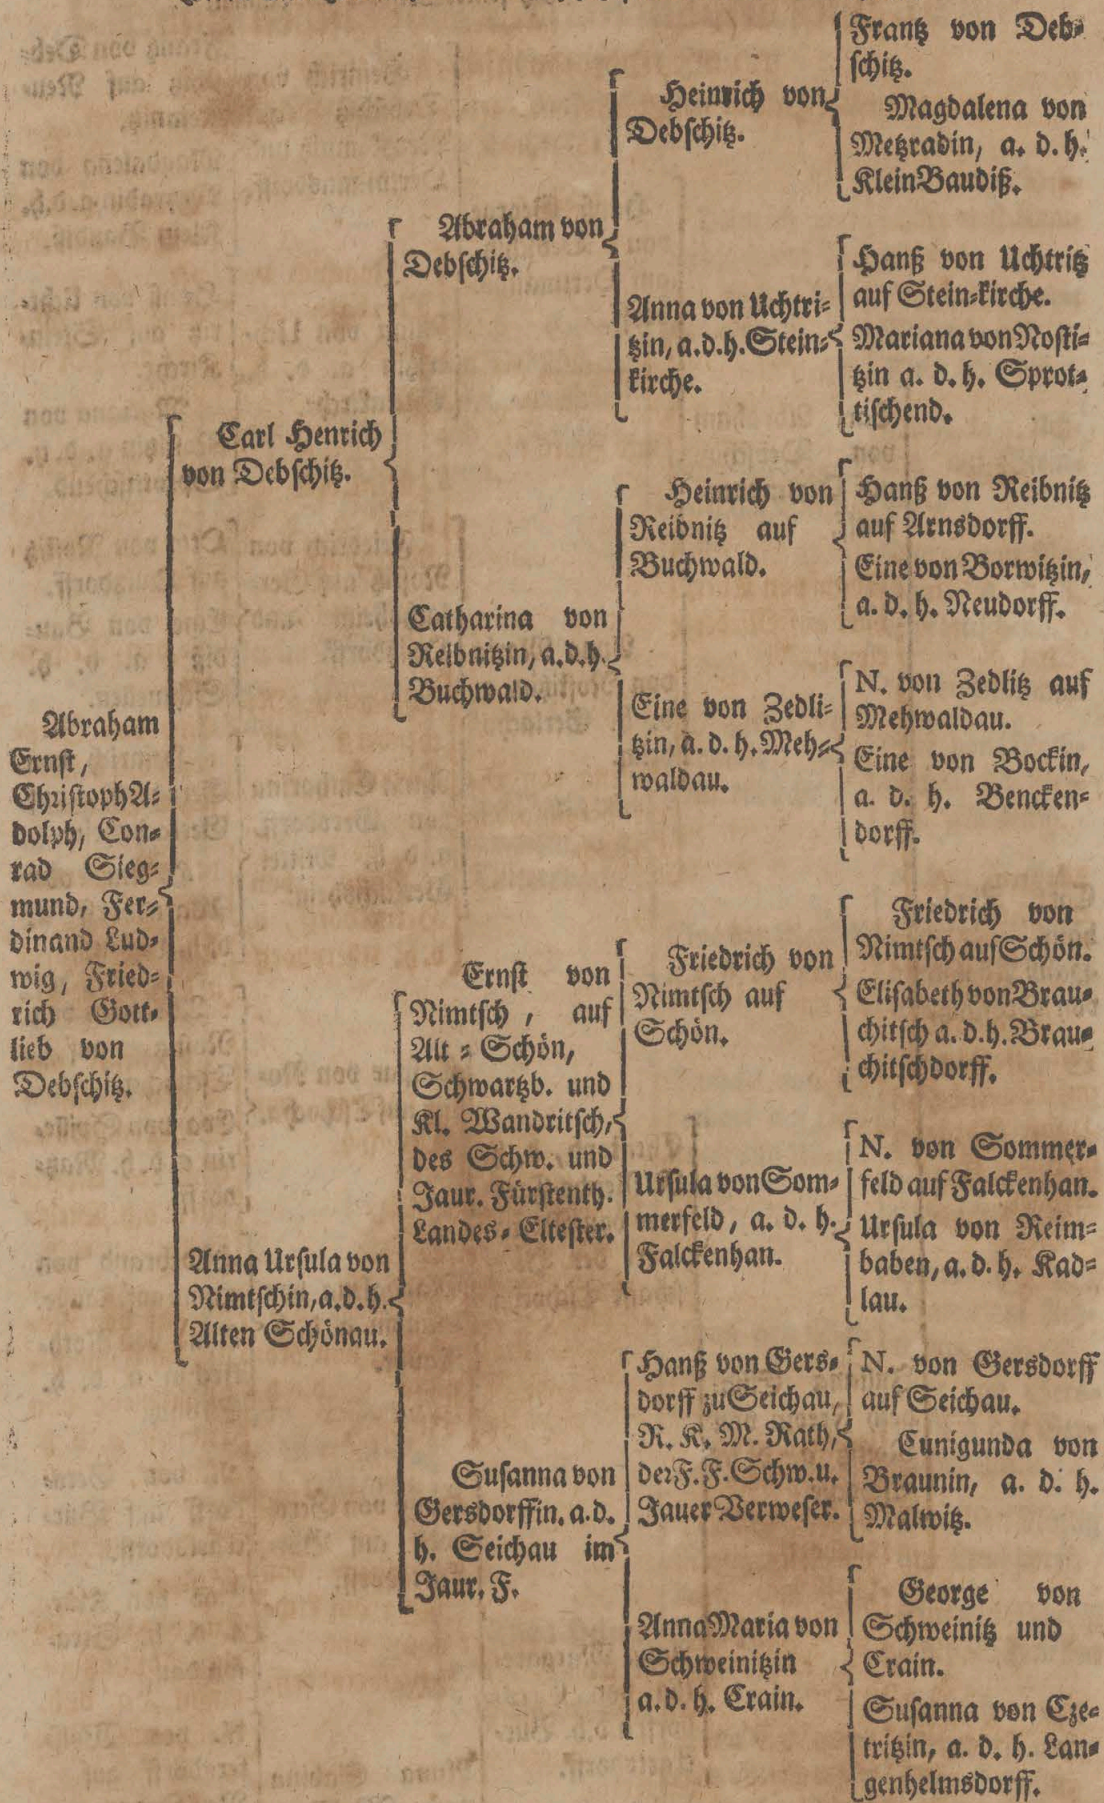 Abraham
Ernst,
Christoph A⸗
dolph, Con⸗
rad Sieg⸗
mund, Fer⸗
dinand Lud⸗
wig, Fried⸗
rich Gott⸗
lieb von
Debschitz.
Carl Henrich
von Debschitz.
Anna Ursula von
Nimtschin, a.d.h.
Alten Schönau.
Abraham von
Debschitz.
Catharina von
Reibnitzin, a.d.h.
Buchwald.
Ernst von
Nimtsch, auf
Alt⸗Schön,
Schwartzb. und
Kl. Wandritsch,
des Schw. und
Jaur. Fürstenth.
Landes⸗Eltester.
Susanna von
Gersdorffin. a.d.
h. Seichau im
Jaur. F.
Heinrich von
Debschitz.
Anna von Uchtri⸗
tzin, a.d.h. Stein⸗
kirche.
Heinrich von
Reibnitz auf
Buchwald.
Eine von Zedli⸗
tzin, a. d. h. Meh⸗
waldau.
Friedrich von
Nimtsch auf
Schön.
Ursula von Som⸗
merfeld, a. d. h.
Falckenhan.
Hanß von Gers⸗
dorff zu Seichau,
R. K. M. Rath,
der F. F. Schw. u.
Jauer Verweser.
Anna Maria von
Schweinitzin
a. d. h. Crain.
Frantz von Deb⸗
schitz.
Magdalena von
Metzradin, a. d. h.
Klein Baudiß.
Hanß von Uchtritz
auf Stein⸗kirche.
Mariana von Nosti⸗
tzin a. d. h. Sprot⸗
tischend.
Hanß von Reibnitz
auf Arnsdorff.
Eine von Borwitzin,
a. d. h. Neudorff.
N. von Zedlitz auf
Mehwaldau.
Eine von Bockin,
a. d. h. Bencken⸗
dorff.
Friedrich von
Nimtsch auf Schön.
Elisabeth von Brau⸗
chitsch a. d. h. Brau⸗
chitschdorff.
N. von Sommer⸗
feld auf Falckenhan.
Ursula von Reim⸗
baben, a. d. h. Kad⸗
lau.
N. von Gersdorff
auf Seichau.
Cunigunda von
Braunin, a. d. h.
Malwitz.
George von
Schweinitz und
Crain.
Susanna von Cze⸗
tritzin, a. d. h. Lan⸗
genhelmsdorff.